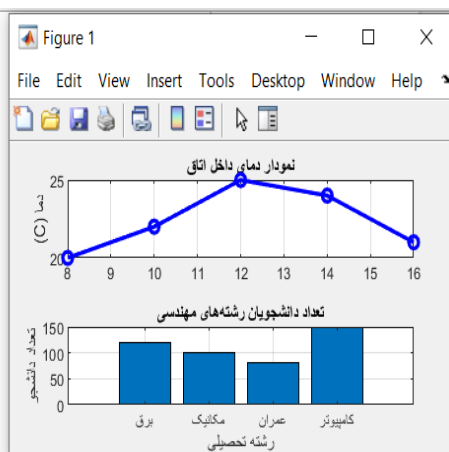 Figure 1
File Edit View Insert Tools Desktop Window Help
نمودار دمای داخل اتاق
دما (C)
25
20
8 9 10 11 12 13 14 15 16
تعداد دانشجویان رشته‌های مهندسی
تعداد دانشجو
150
100
50
0
برق مکانیک عمران کامپیوتر
رشته تحصیلی